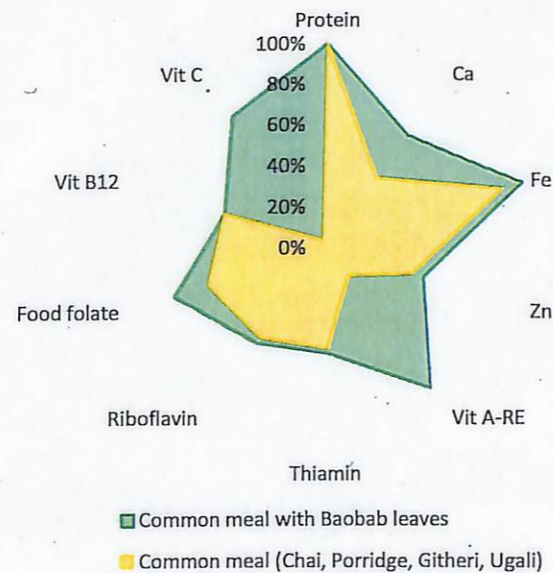 Protein
100%
Ca
Vit C
80%
60%
Vit B12
40%
Fe
20%
0%
Food folate
Zn
Riboflavin
Vit A-RE
Thiamin
Common meal with Baobab leaves
Common meal (Chai, Porridge, Githeri, Ugali)